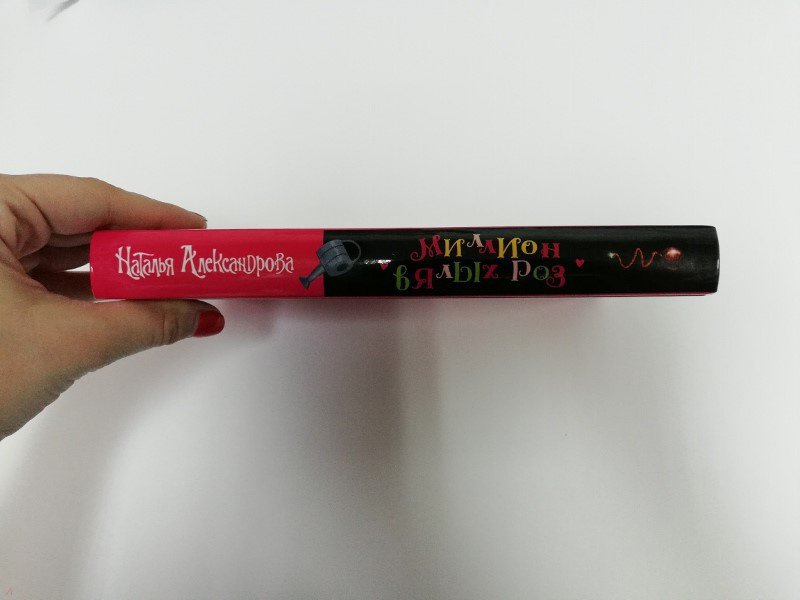 Наталья Александрова
Миллион
вялых роз